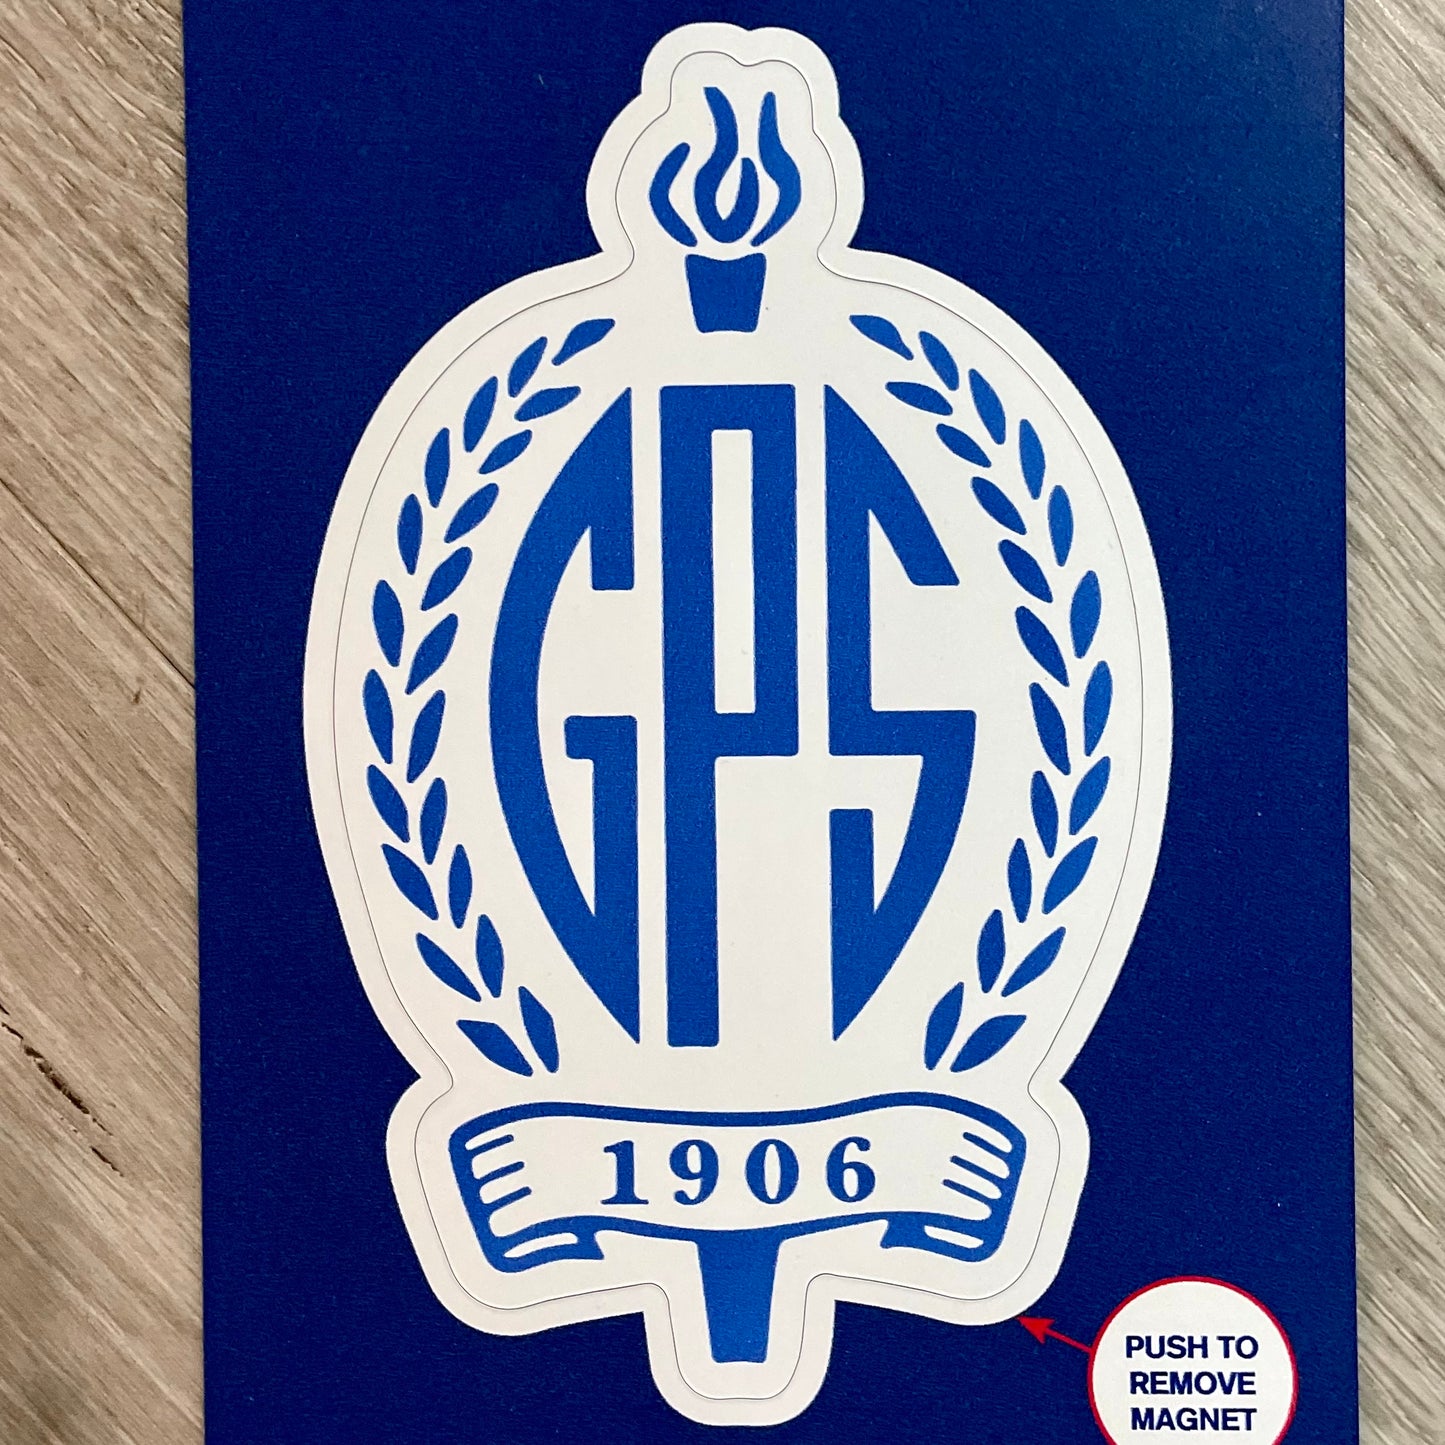 GPS
1906
PUSH TO
REMOVE
MAGNET